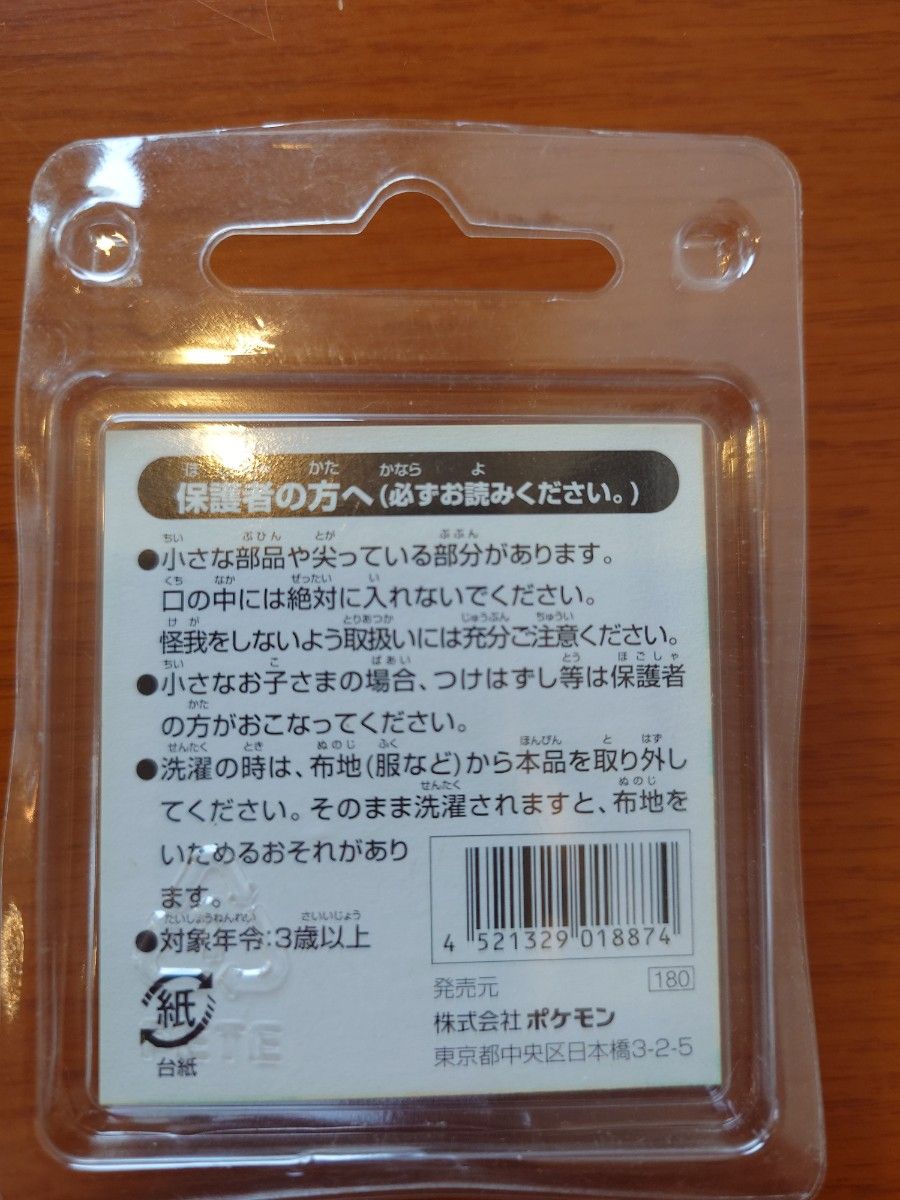 保護者の方へ(必ずお読みください。)
●小さな部品や尖っている部分があります。
口の中には絶対に入れないでください。
怪我をしないよう取扱いには充分ご注意ください。
●小さなお子さまの場合、つけはずし等は保護者
の方がおこなってください。
●洗濯の時は、布地(服など)から本品を取り外し
てください。そのまま洗濯されますと、布地を
いためるおそれがあり
ます。
●対象年令:3歳以上
紙
台紙
4 521329 018874
発売元
180
株式会社 ポケモン
東京都中央区日本橋3-2-5